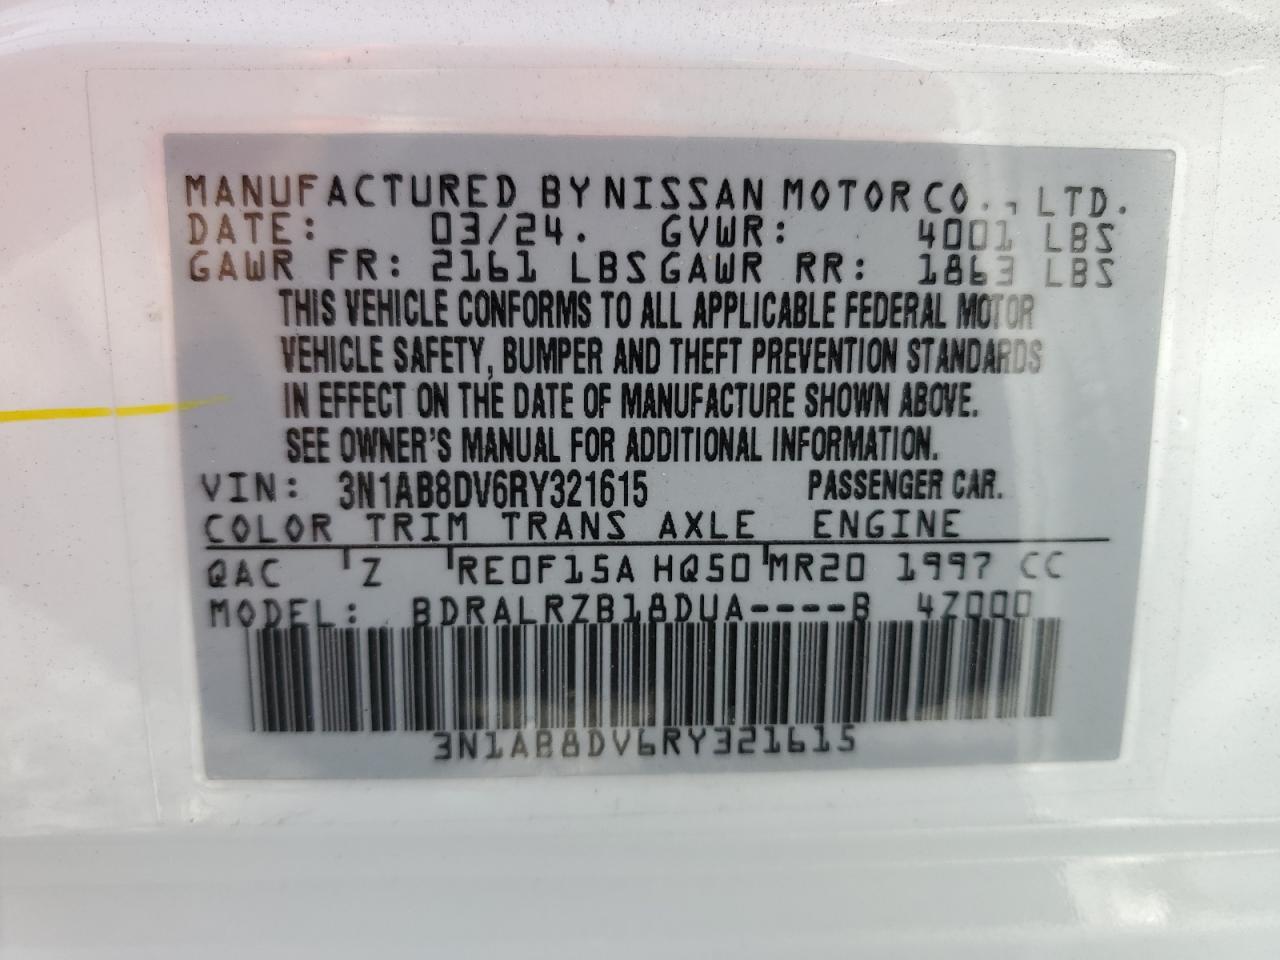 MANUFACTURED BY NISSAN MOTOR CO., LTD.
DATE: 03/24. GVWR: 4001 LBS
GAWR FR: 2161 LBS GAWR RR: 1863 LBS
THIS VEHICLE CONFORMS TO ALL APPLICABLE FEDERAL MOTOR
VEHICLE SAFETY, BUMPER AND THEFT PREVENTION STANDARDS
IN EFFECT ON THE DATE OF MANUFACTURE SHOWN ABOVE.
SEE OWNER'S MANUAL FOR ADDITIONAL INFORMATION.
VIN: 3N1AB8DV6RY321615 PASSENGER CAR.
COLOR TRIM TRANS AXLE ENGINE
QAC Z RE0F15A HQ50 MR20 1997 CC
MODEL: BDRALRZB18DUA----B 4Z000
3N1AB8DV6RY321615